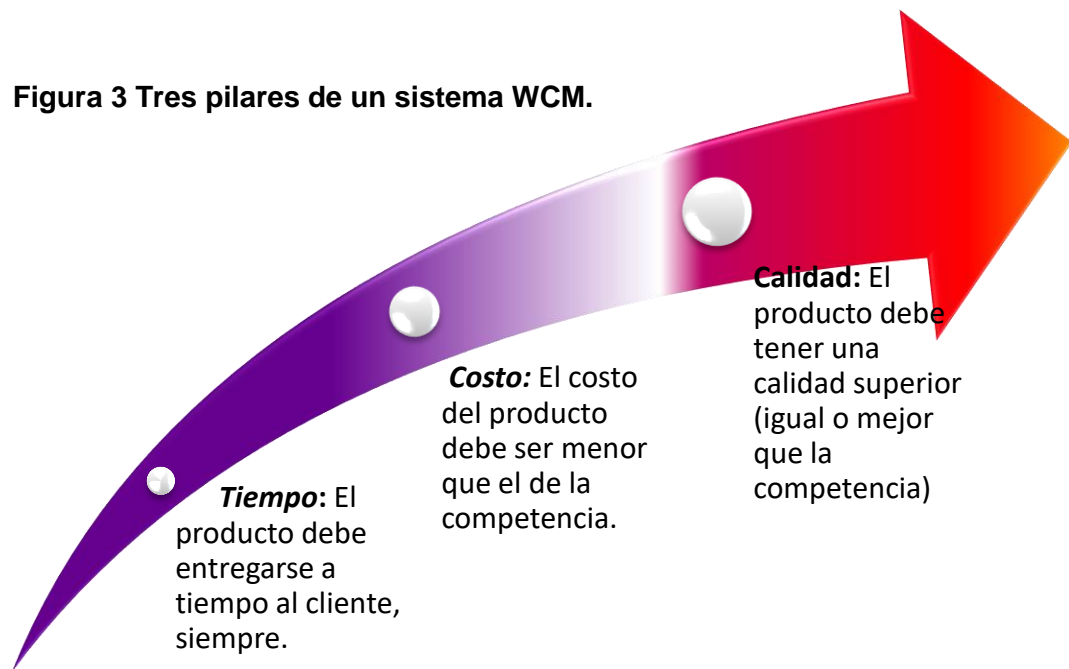 Figura 3 Tres pilares de un sistema WCM.
Tiempo: El
producto debe
entregarse a
tiempo al cliente,
siempre.
Costo: El costo
del producto
debe ser menor
que el de la
competencia.
Calidad: El
producto debe
tener una
calidad superior
(igual o mejor
que la
competencia)